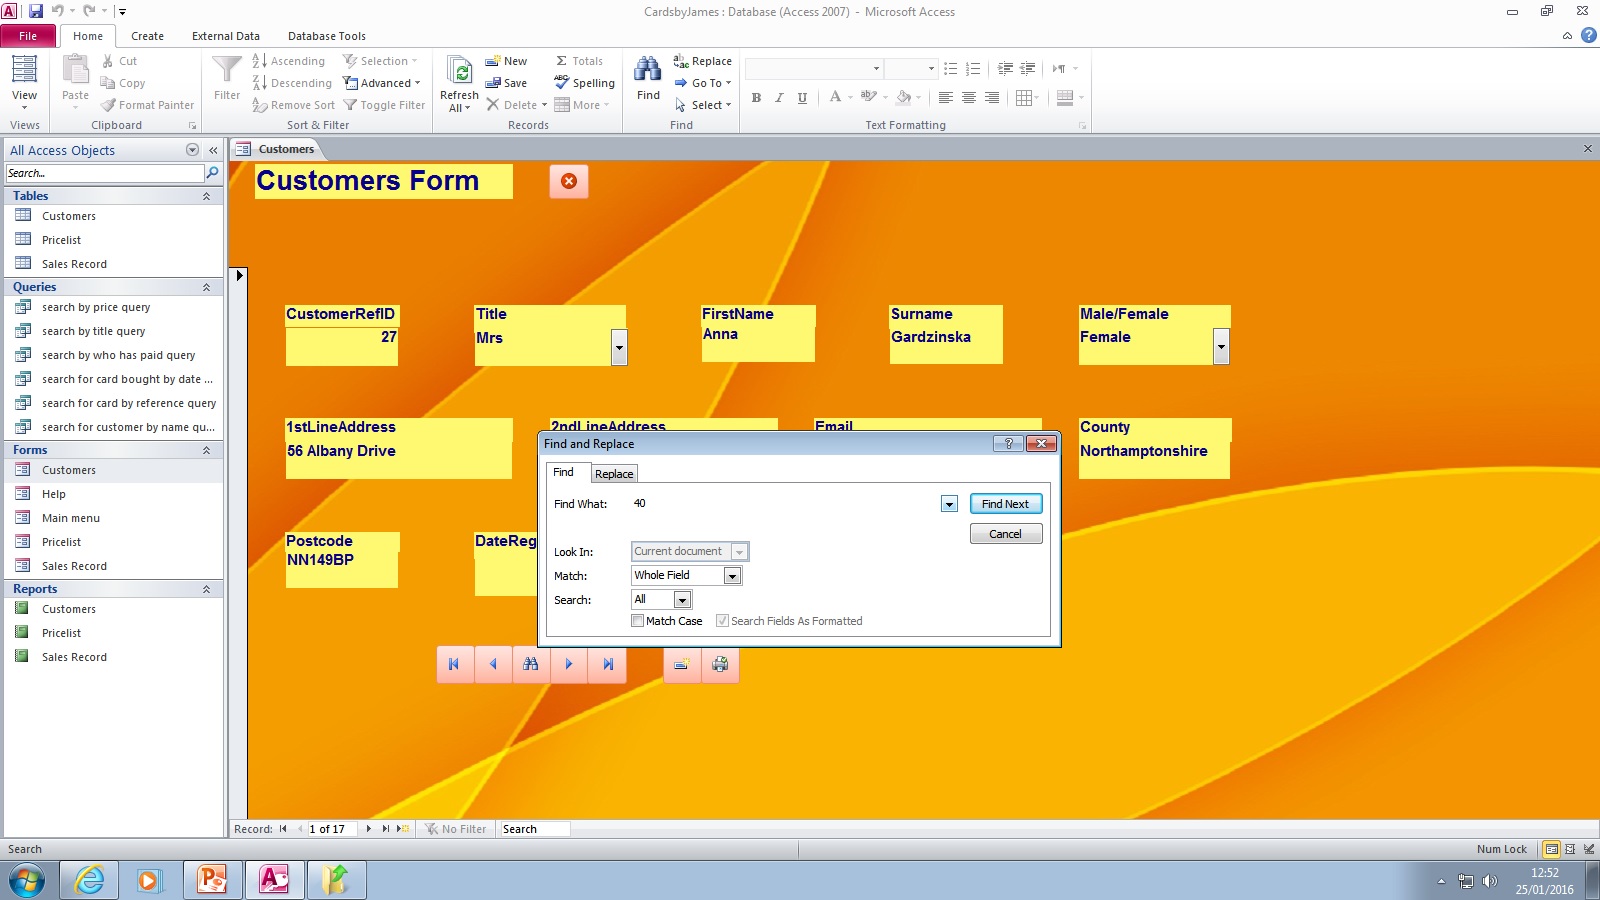 CardsbyJames : Database (Access 2007) - Microsoft Access
File Home Create External Data Database Tools
View
Views
Paste
Cut
Copy
Format Painter
Clipboard
Filter
Ascending
Descending
Remove Sort
Selection
Advanced
Toggle Filter
Sort & Filter
Refresh
All
New
Save
Delete
Totals
Spelling
More
Records
Find
Replace
Go To
Select
Find
B I U A
Text Formatting
All Access Objects
Search...
Tables
Customers
Pricelist
Sales Record
Queries
search by price query
search by title query
search by who has paid query
search for card bought by date ...
search for card by reference query
search for customer by name qu...
Forms
Customers
Help
Main menu
Pricelist
Sales Record
Reports
Customers
Pricelist
Sales Record
Customers
Customers Form
CustomerRefID
27
Title
Mrs
FirstName
Anna
Surname
Gardzinska
Male/Female
Female
1stLineAddress
56 Albany Drive
2ndLineAddress
Email
County
Northamptonshire
Postcode
NN149BP
DateReg
Find and Replace
Find Replace
Find What: 40
Find Next
Cancel
Look In: Current document
Match: Whole Field
Search: All
Match Case Search Fields As Formatted
Record: 1 of 17 No Filter Search
Search
Num Lock
12:52
25/01/2016